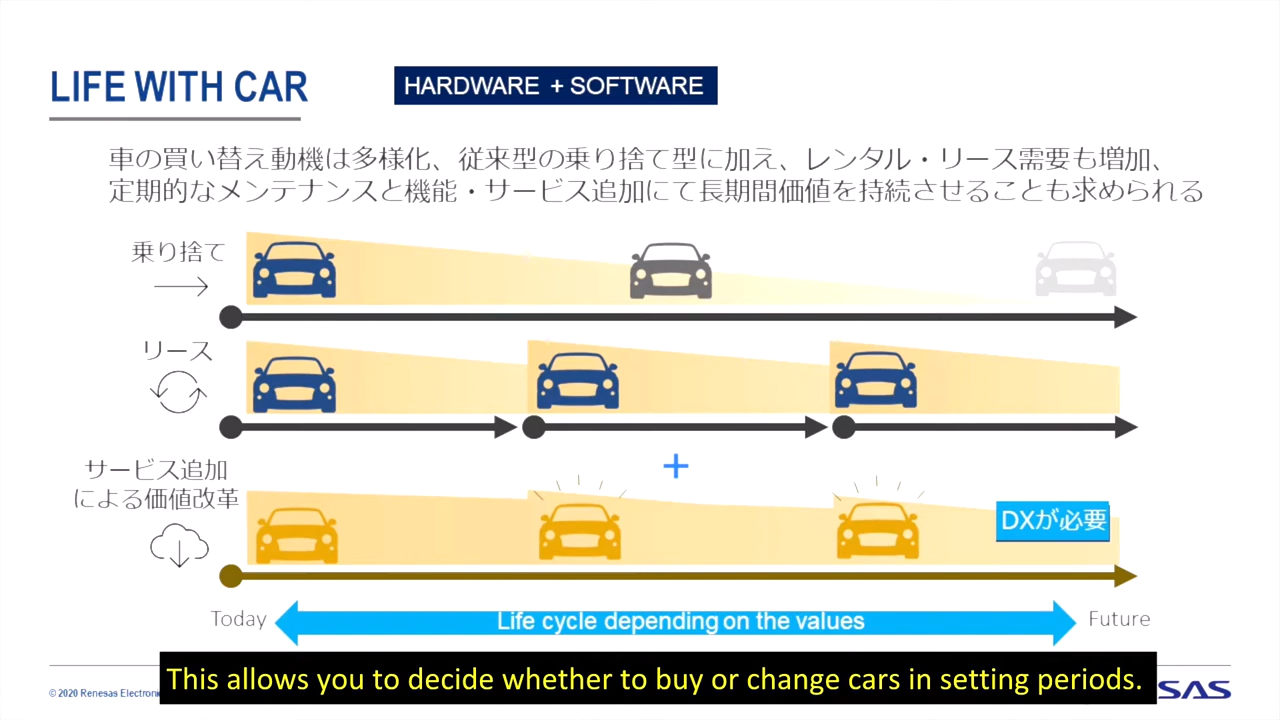 LIFE WITH CAR
HARDWARE + SOFTWARE
車の買い替え動機は多様化、従来型の乗り捨て型に加え、レンタル・リース需要も増加、
定期的なメンテナンスと機能・サービス追加にて長期間価値を持続させることも求められる
乗り捨て
リース
+
サービス追加
による価値改革
DXが必要
Today
Life cycle depending on the values
Future
This allows you to decide whether to buy or change cars in setting periods.
© 2020 Renesas
SAS